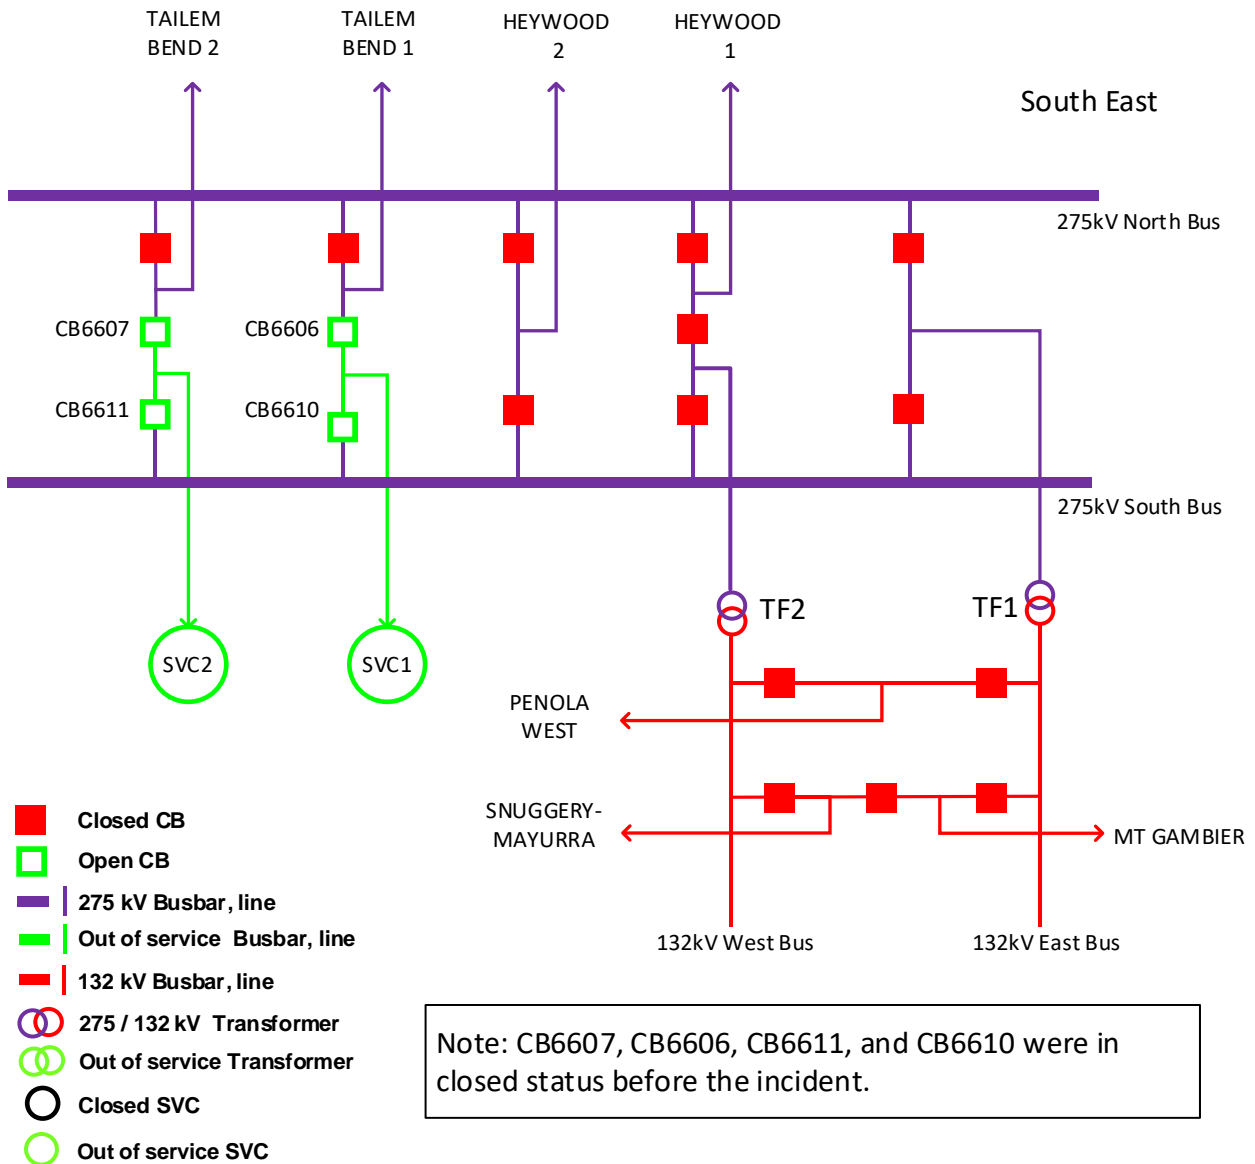 TAILEM
BEND 2
TAILEM
BEND 1
HEYWOOD
2
HEYWOOD
1
South East
275kV North Bus
CB6607
CB6606
CB6611
CB6610
275kV South Bus
TF2
TF1
SVC2
SVC1
PENOLA
WEST
SNUGGERY-
MAYURRA
MT GAMBIER
132kV West Bus
132kV East Bus
Closed CB
Open CB
275 kV Busbar, line
Out of service Busbar, line
132 kV Busbar, line
275 / 132 kV Transformer
Out of service Transformer
Closed SVC
Out of service SVC
Note: CB6607, CB6606, CB6611, and CB6610 were in
closed status before the incident.